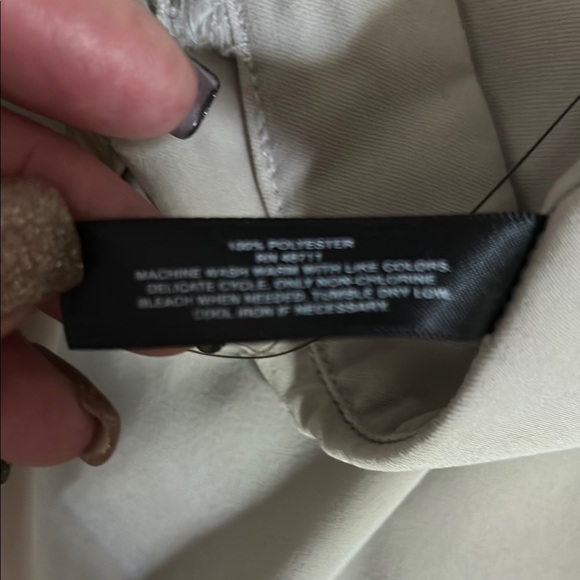 100% POLYESTER
RN 48711
MACHINE WASH WARM WITH LIKE COLORS.
DELICATE CYCLE. ONLY NON-CHLORINE
BLEACH WHEN NEEDED. TUMBLE DRY LOW.
COOL IRON IF NECESSARY.